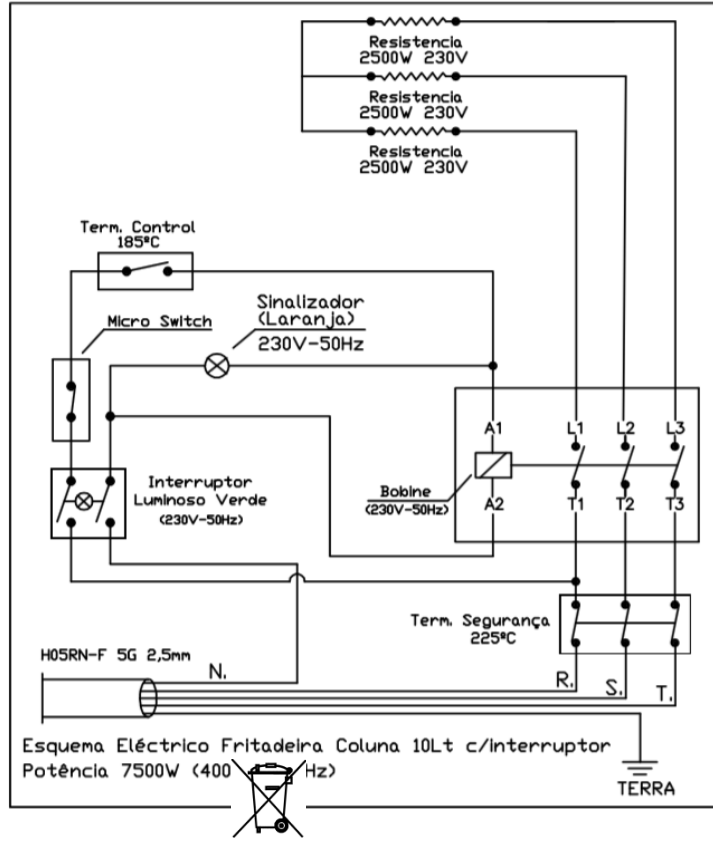 Resistencia
2500W 230V
Resistencia
2500W 230V
Resistencia
2500W 230V
Term. Control
185ºC
Sinalizador
(Laranja)
230V-50Hz
Micro Switch
A1
L1
L2
L3
Interruptor
Luminoso Verde
(230V-50Hz)
Bobine
(230V-50Hz)
A2
T1
T2
T3
Term. Segurança
225ºC
H05RN-F 5G 2,5mm
N.
R.
S.
T.
Esquema Eléctrico Fritadeira Coluna 10Lt c/interruptor
Potência 7500W (400 Hz)
TERRA